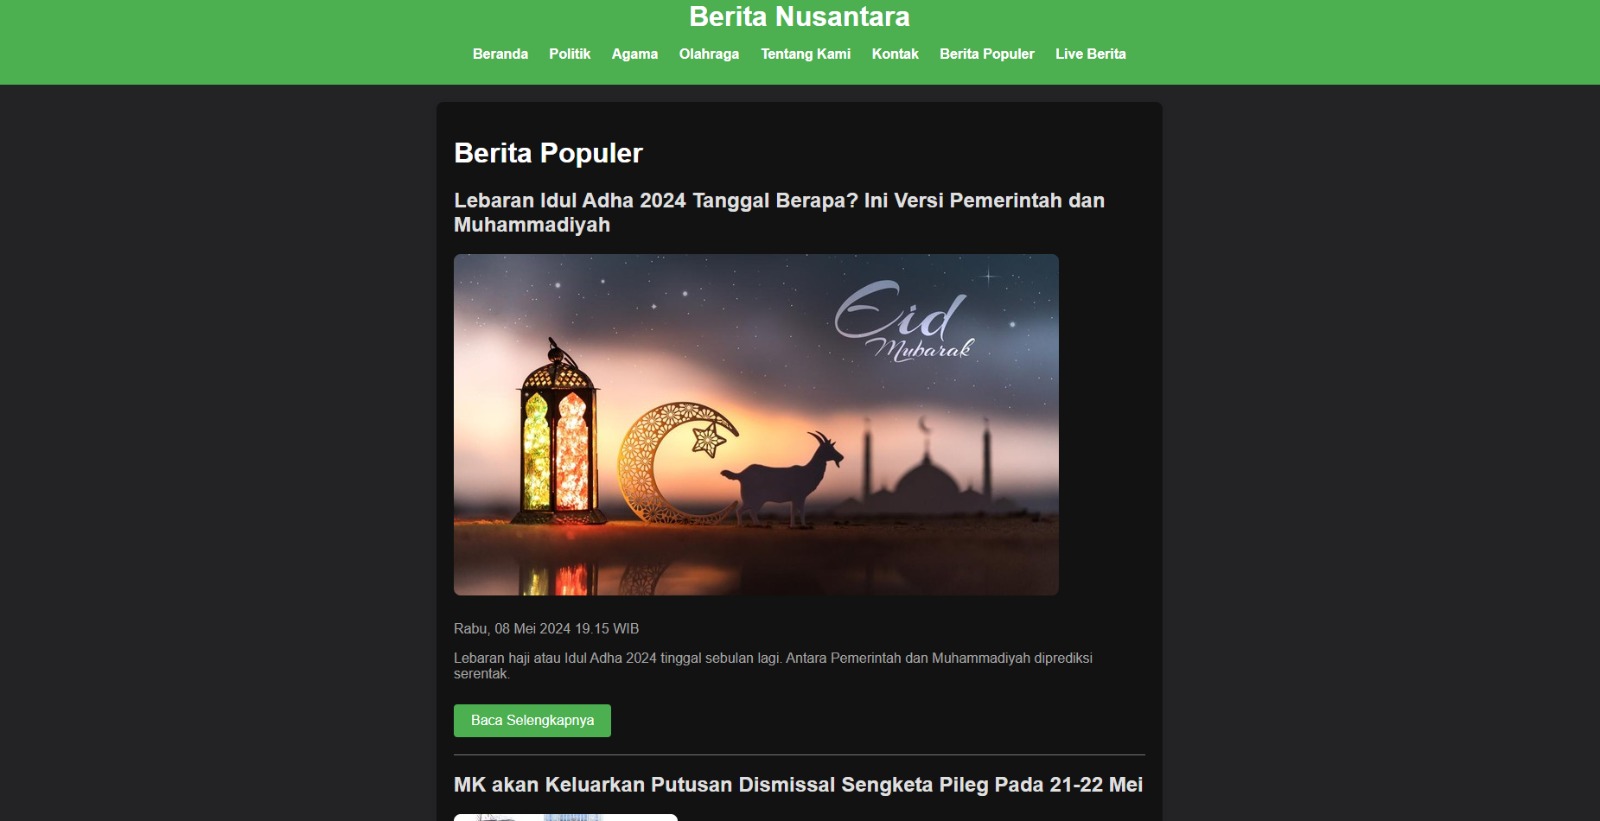 Berita Nusantara
Beranda Politik Agama Olahraga Tentang Kami Kontak Berita Populer Live Berita
Berita Populer
Lebaran Idul Adha 2024 Tanggal Berapa? Ini Versi Pemerintah dan
Muhammadiyah
Eid
Mubarak
Rabu, 08 Mei 2024 19.15 WIB
Lebaran haji atau Idul Adha 2024 tinggal sebulan lagi. Antara Pemerintah dan Muhammadiyah diprediksi
serentak.
Baca Selengkapnya
MK akan Keluarkan Putusan Dismissal Sengketa Pileg Pada 21-22 Mei